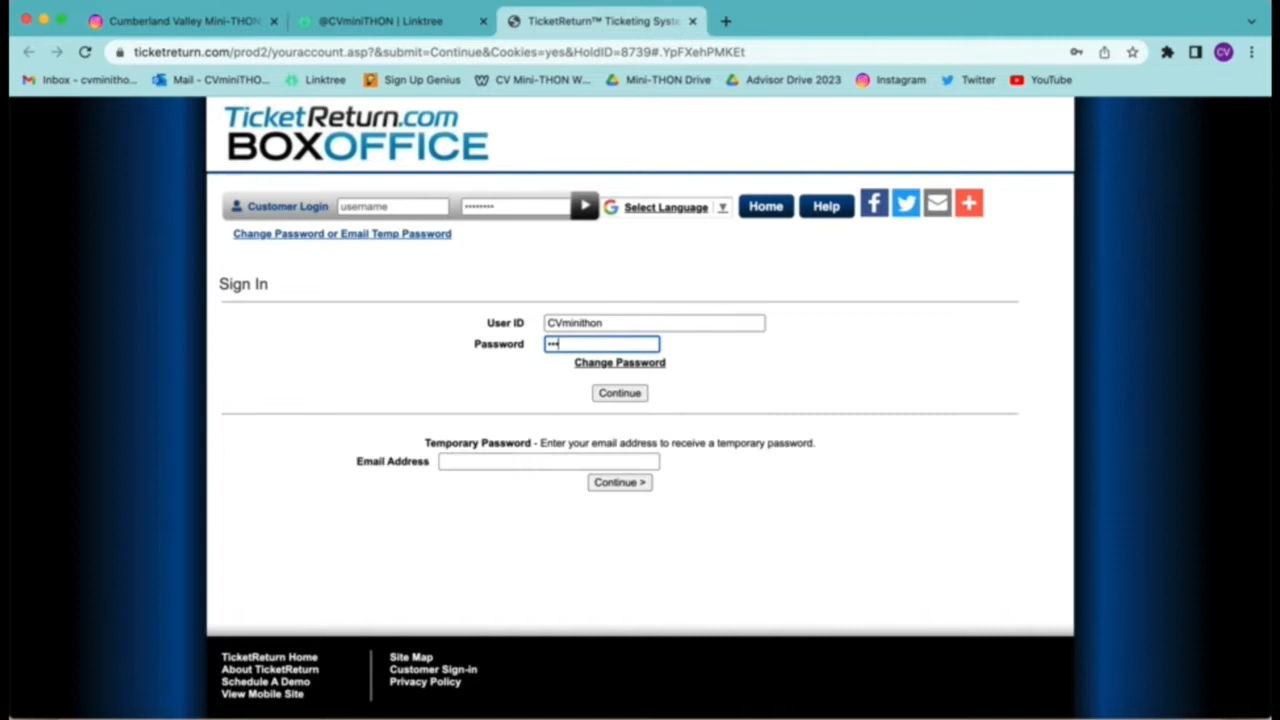 Cumberland Valley Mini-THON
@CVminiTHON | Linktree
TicketReturn™ Ticketing Syste
ticketreturn.com/prod2/youraccount.asp?&submit=Continue&Cookies=yes&HoldID=8739#.YpFXehPMKEt
CV
Inbox - cvminitho... Mail - CVminiTHO... Linktree Sign Up Genius CV Mini-THON W... Mini-THON Drive Advisor Drive 2023 Instagram Twitter YouTube
TicketReturn.com
BOXOFFICE
Customer Login username •••••••• Select Language Home Help
Change Password or Email Temp Password
Sign In
User ID CVminithon
Password •••
Change Password
Continue
Temporary Password - Enter your email address to receive a temporary password.
Email Address
Continue >
TicketReturn Home
About TicketReturn
Schedule A Demo
View Mobile Site
Site Map
Customer Sign-in
Privacy Policy